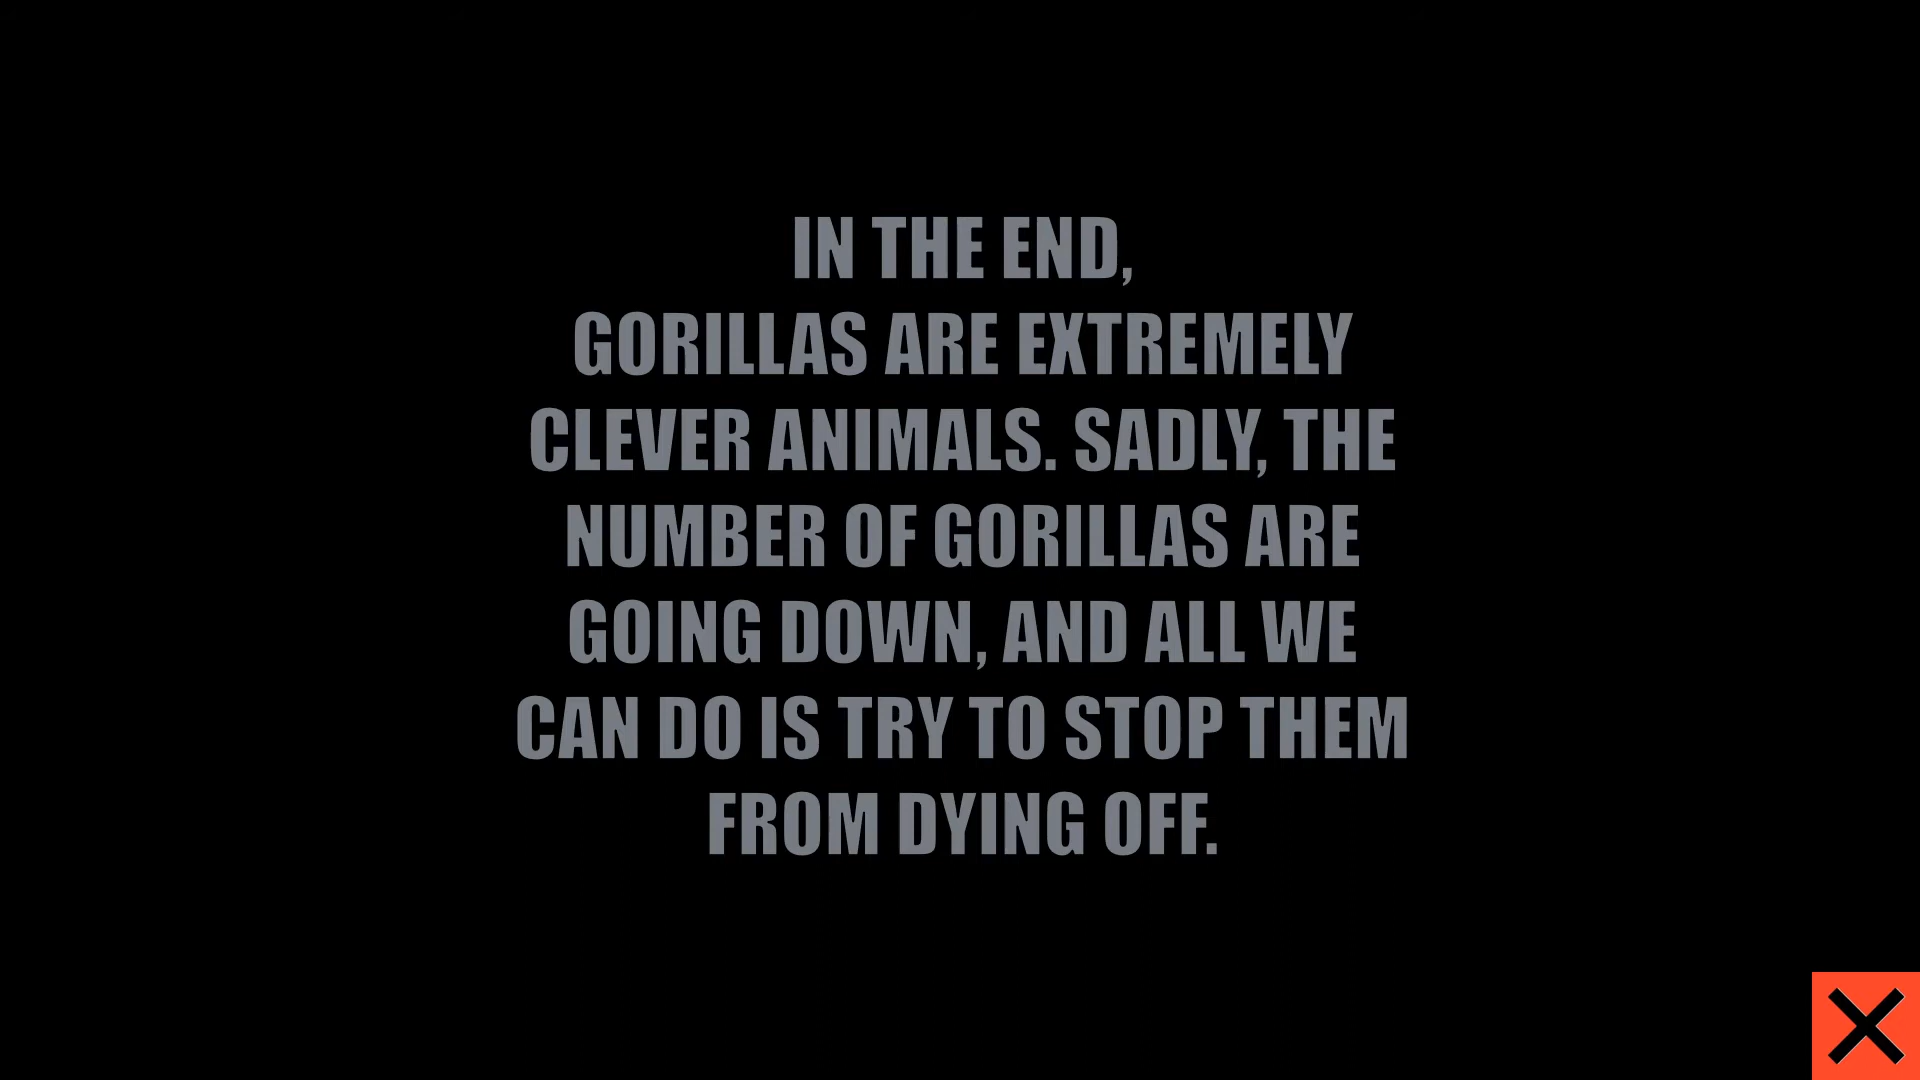 IN THE END,
GORILLAS ARE EXTREMELY
CLEVER ANIMALS. SADLY, THE
NUMBER OF GORILLAS ARE
GOING DOWN, AND ALL WE
CAN DO IS TRY TO STOP THEM
FROM DYING OFF.